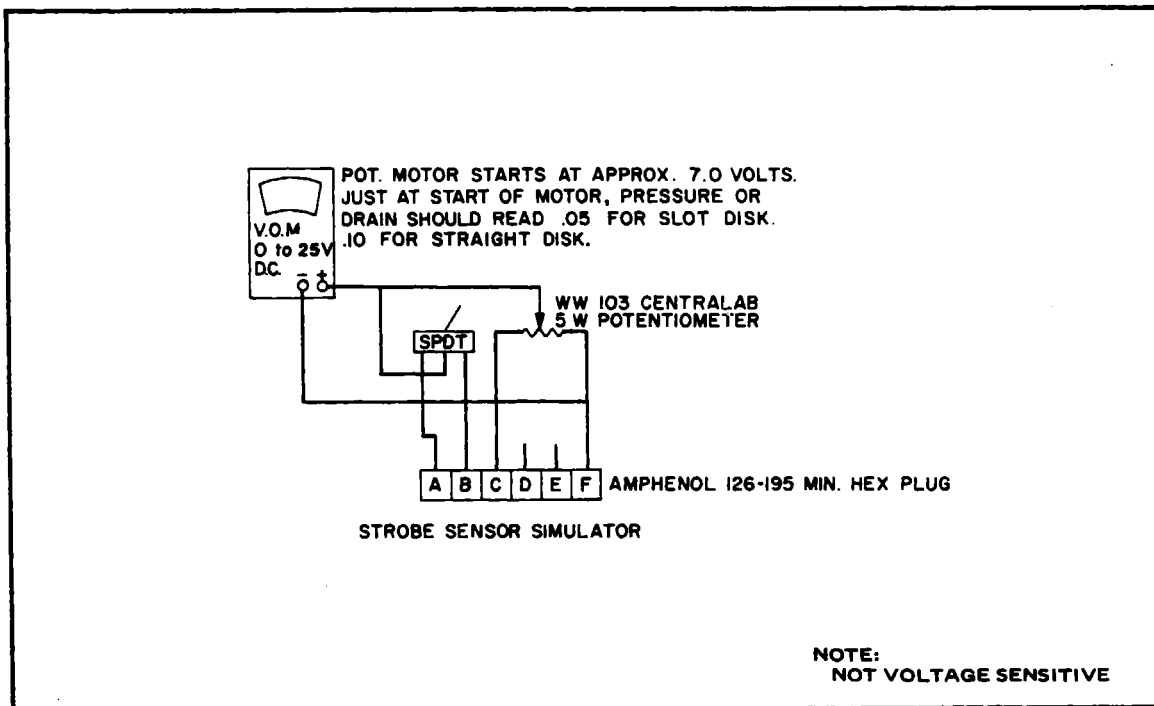 POT. MOTOR STARTS AT APPROX. 7.0 VOLTS.
JUST AT START OF MOTOR, PRESSURE OR
DRAIN SHOULD READ .05 FOR SLOT DISK.
.10 FOR STRAIGHT DISK.
V.O.M
0 to 25V
D.C.
- +
WW 103 CENTRALAB
5 W POTENTIOMETER
SPDT
A B C D E F
AMPHENOL 126-195 MIN. HEX PLUG
STROBE SENSOR SIMULATOR
NOTE:
NOT VOLTAGE SENSITIVE